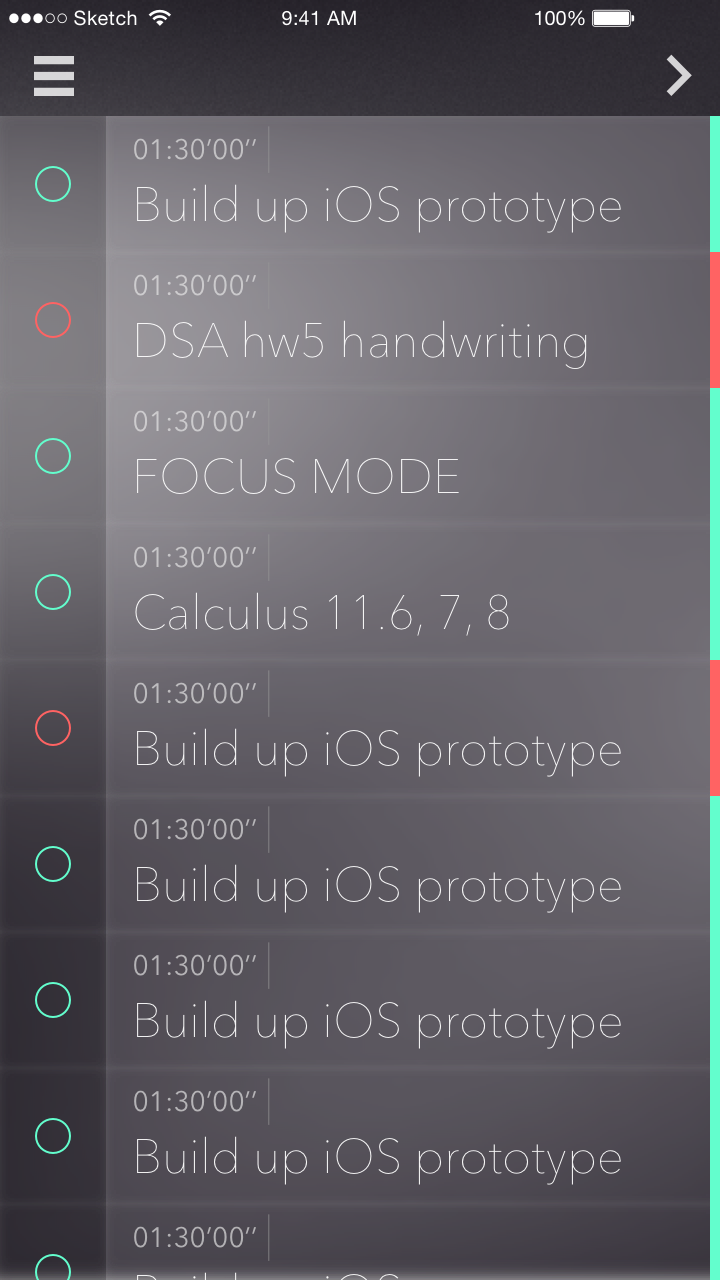 Sketch 9:41 AM 100%
01:30′00″
Build up iOS prototype
01:30′00″
DSA hw5 handwriting
01:30′00″
FOCUS MODE
01:30′00″
Calculus 11.6, 7, 8
01:30′00″
Build up iOS prototype
01:30′00″
Build up iOS prototype
01:30′00″
Build up iOS prototype
01:30′00″
Build up iOS prototype
01:30′00″